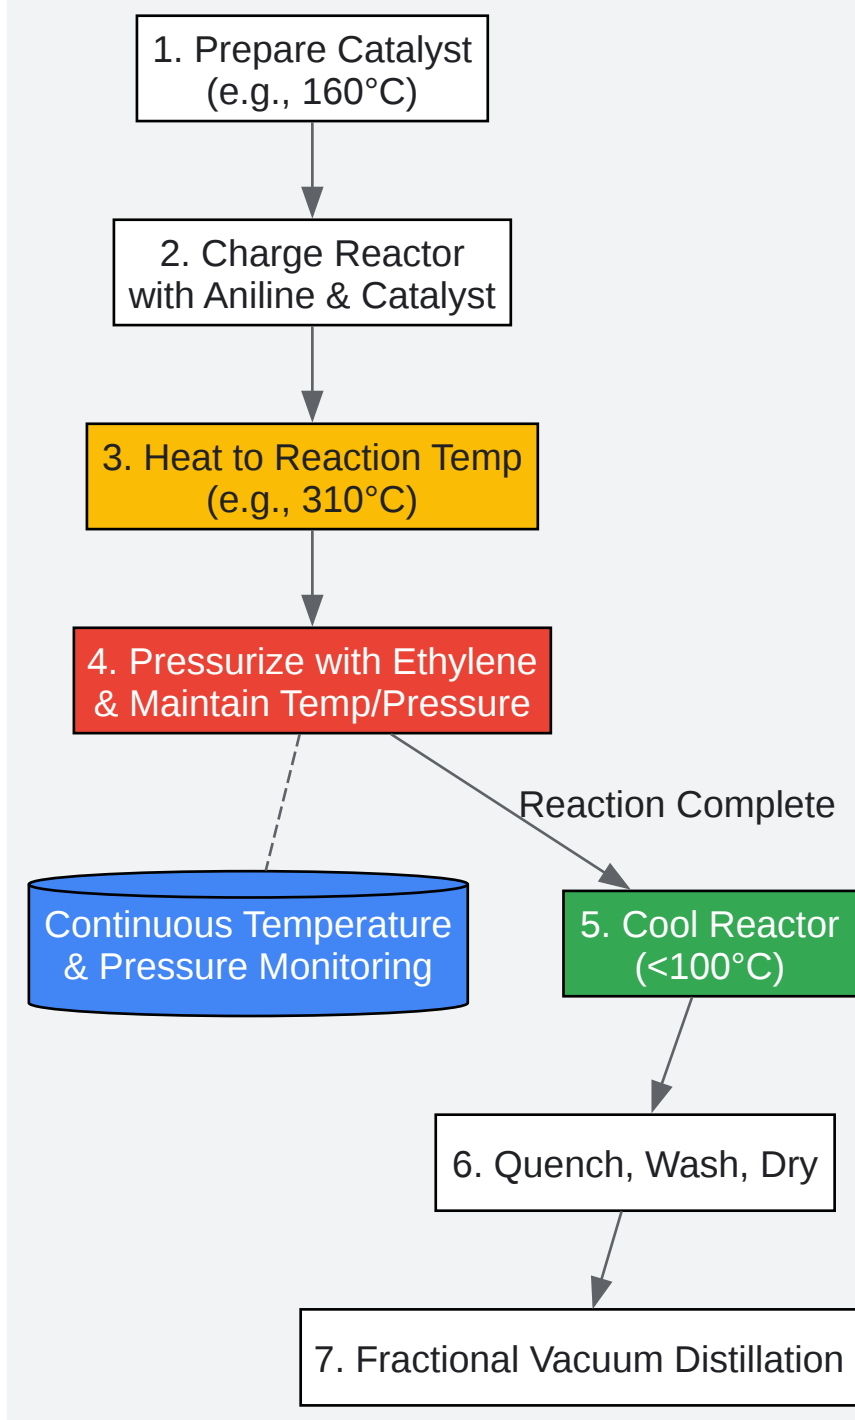 1. Prepare Catalyst
(e.g., 160°C)
2. Charge Reactor
with Aniline & Catalyst
3. Heat to Reaction Temp
(e.g., 310°C)
4. Pressurize with Ethylene
& Maintain Temp/Pressure
Reaction Complete
Continuous Temperature
& Pressure Monitoring
5. Cool Reactor
(<100°C)
6. Quench, Wash, Dry
7. Fractional Vacuum Distillation